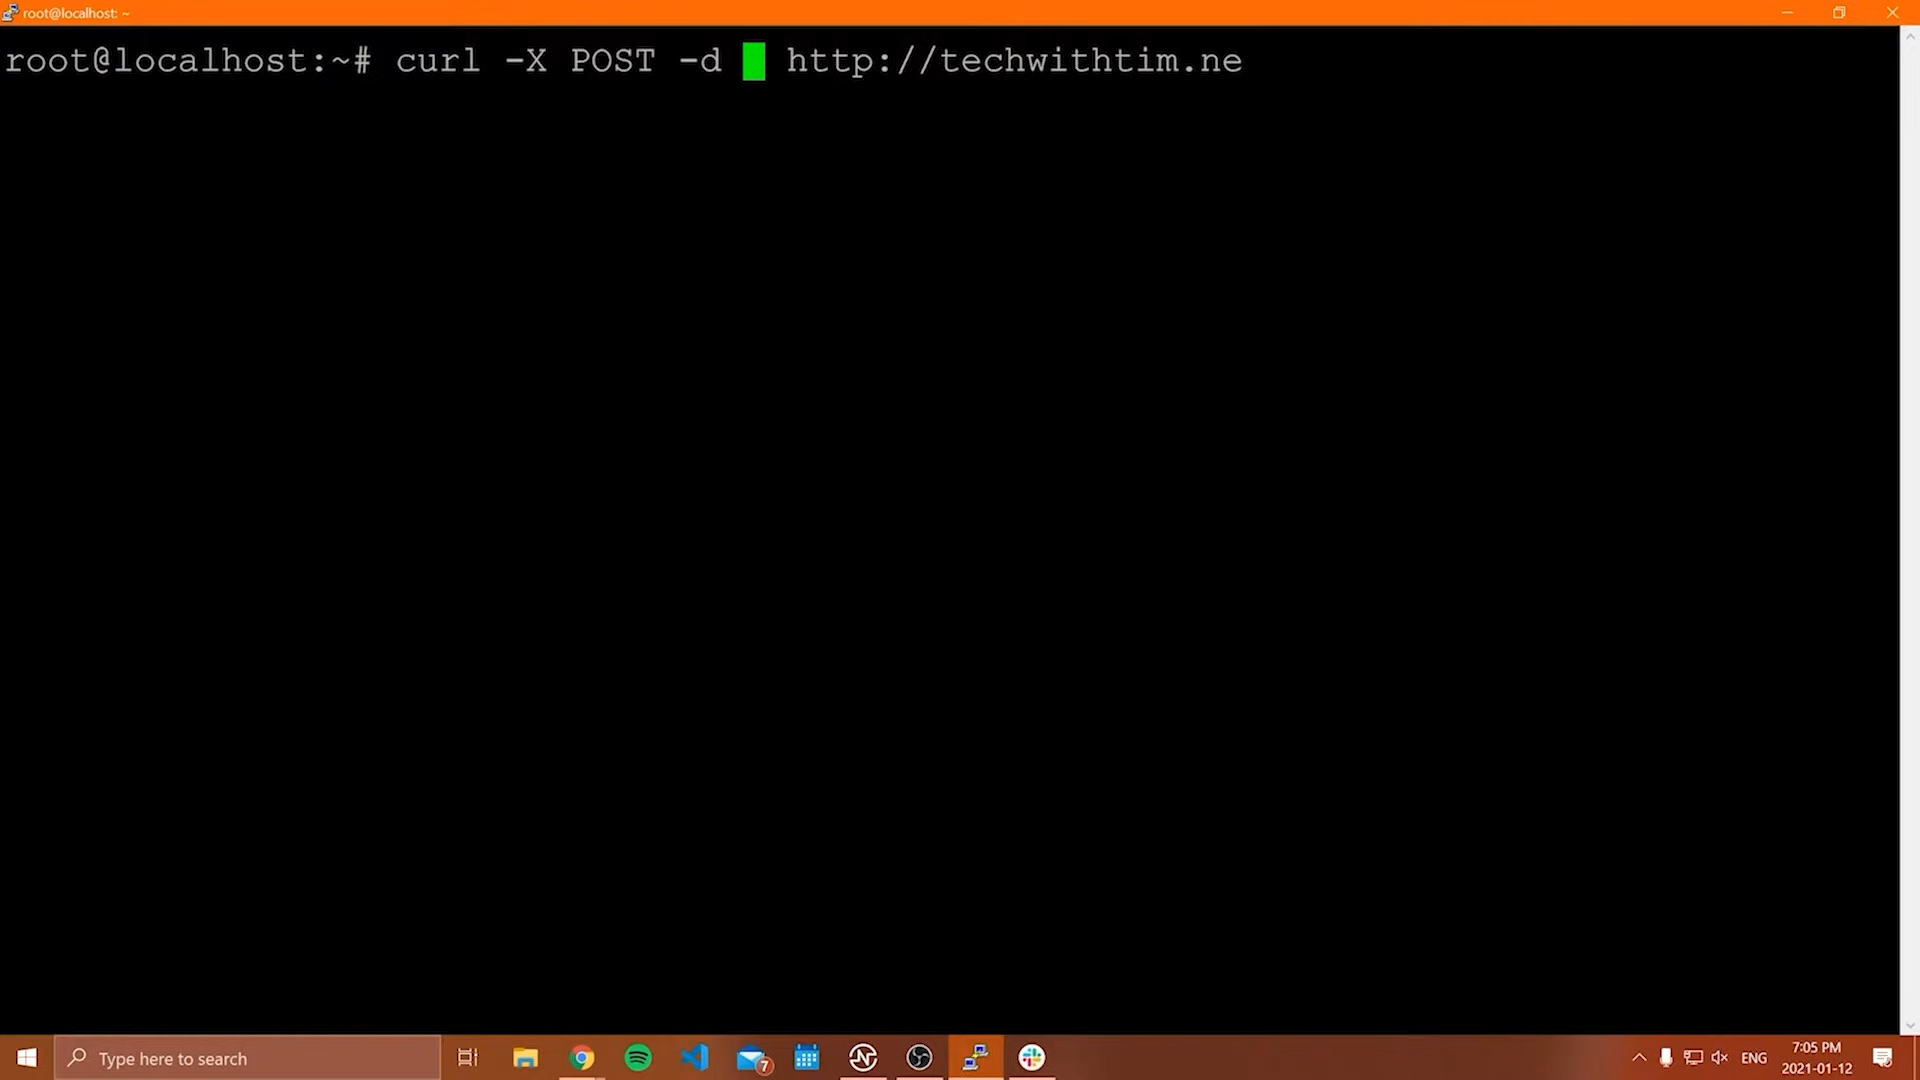 root@localhost: ~
root@localhost:~# curl -X POST -d http://techwithtim.ne
Type here to search
7
ENG
7:05 PM
2021-01-12